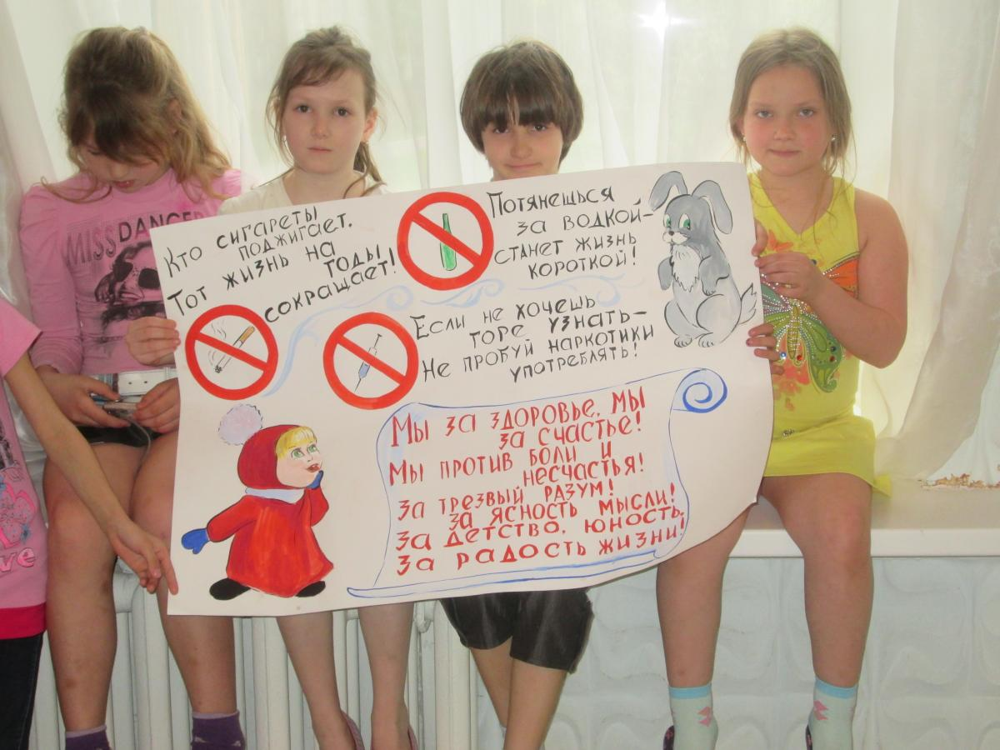 Кто сигареты
поджигает,
Тот жизнь на
годы
сокращает!
Потянешься
за водкой-
станет жизнь
короткой!
Если не хочешь
горе узнать-
Не пробуй наркотики
употреблять!
Мы за здоровье, мы
за счастье!
Мы против боли и
несчастья!
За трезвый разум!
За ясность мысли!
За детство, юность,
За радость жизни!
MISS DANCE
ve